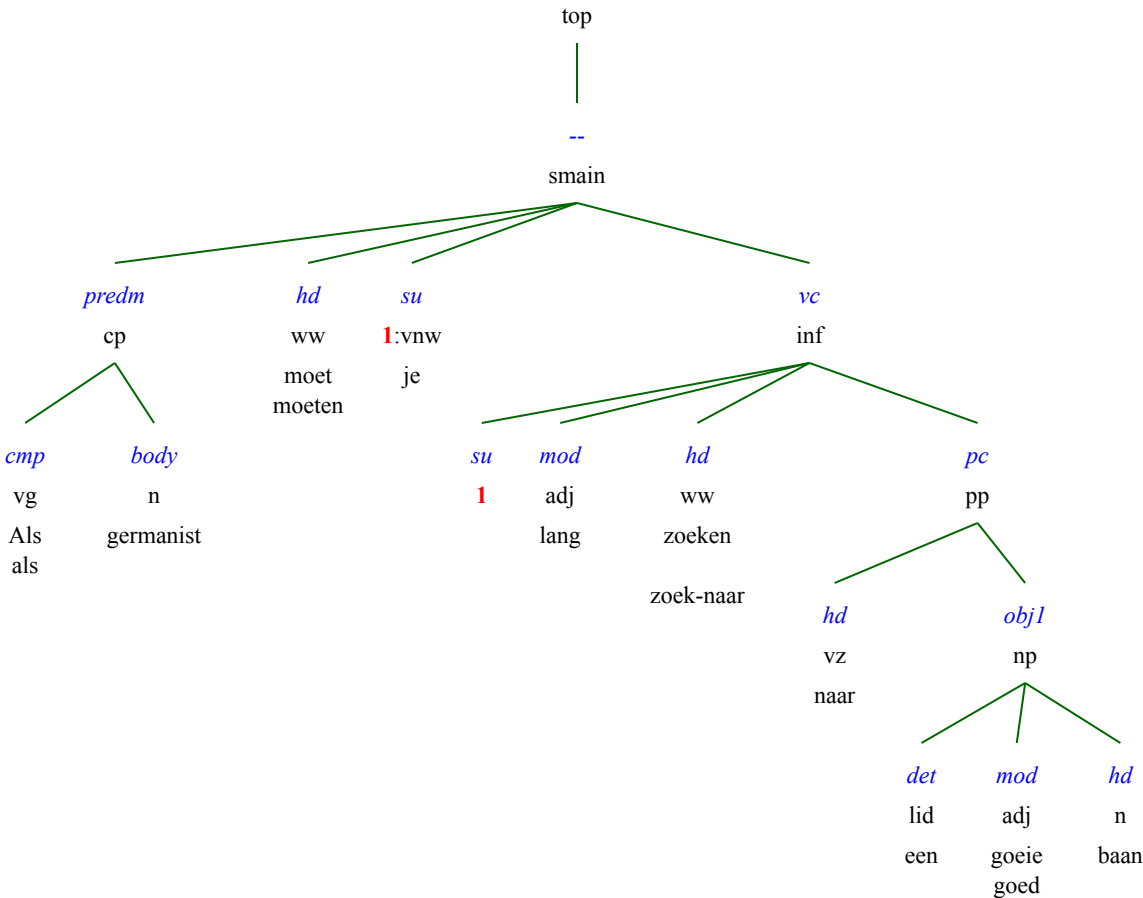 top
--
smain
predm hd su vc
cp ww 1:vnw inf
moet je
moeten
cmp body su mod hd pc
vg n 1 adj ww pp
Als germanist lang zoeken
als
zoek-naar
hd obj1
vz np
naar
det mod hd
lid adj n
een goeie baan
goed